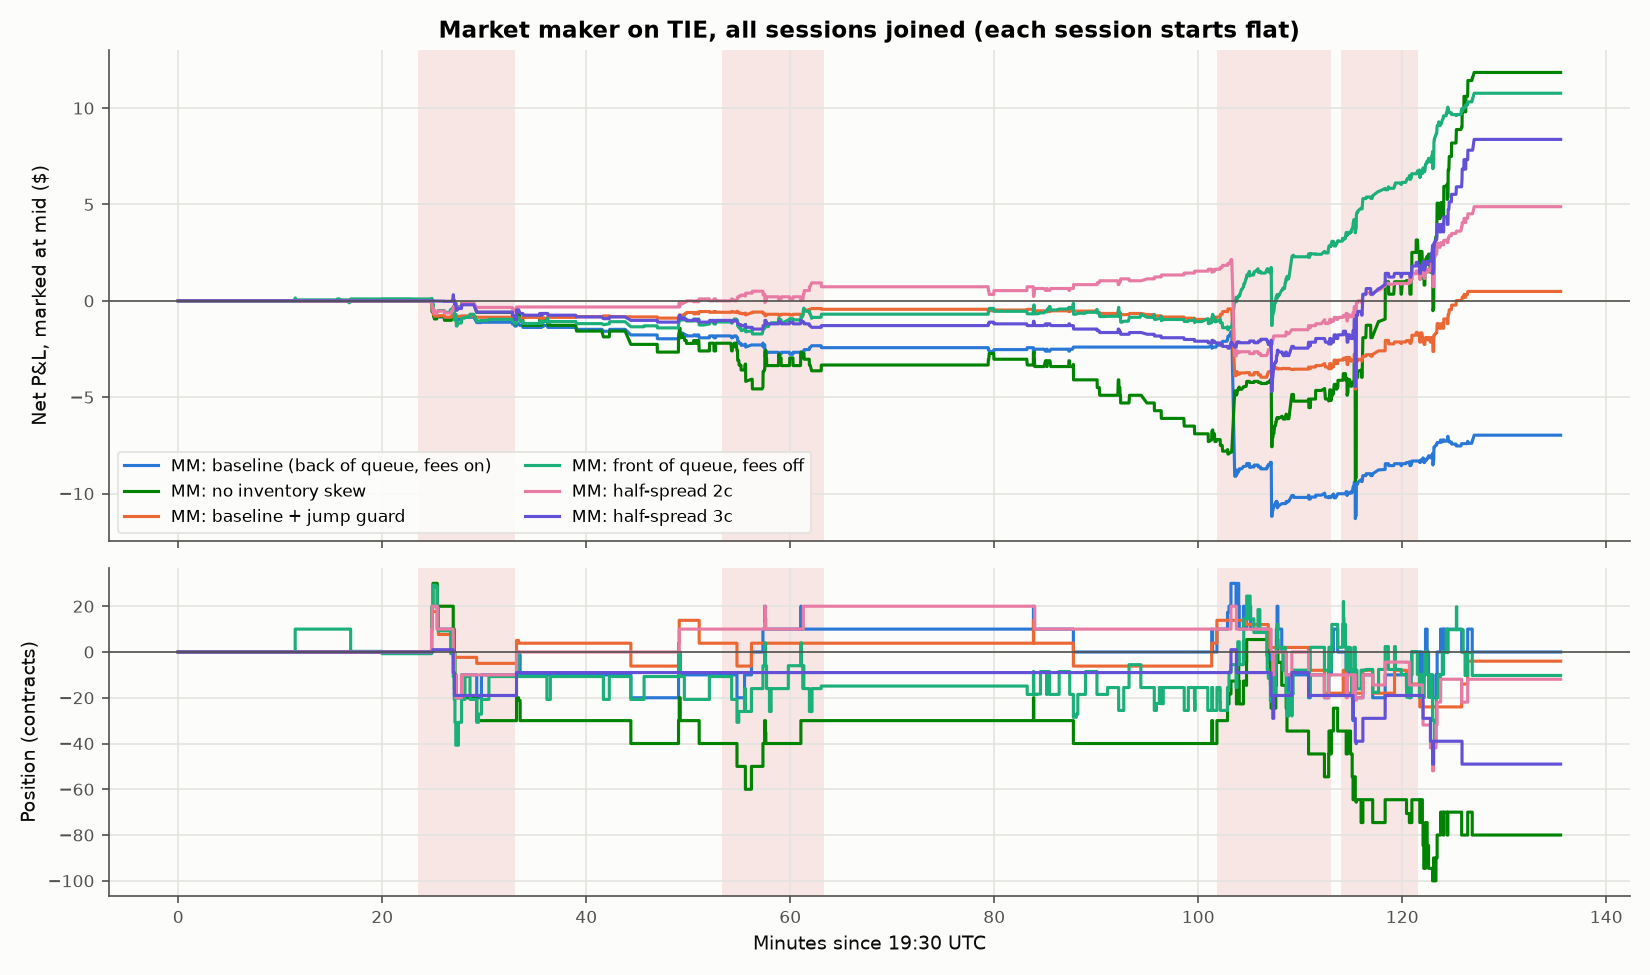 Market maker on TIE, all sessions joined (each session starts flat)
Net P&L, marked at mid ($)
10
5
0
−5
−10
MM: baseline (back of queue, fees on)
MM: no inventory skew
MM: baseline + jump guard
MM: front of queue, fees off
MM: half-spread 2c
MM: half-spread 3c
Position (contracts)
20
0
−20
−40
−60
−80
−100
0 20 40 60 80 100 120 140
Minutes since 19:30 UTC